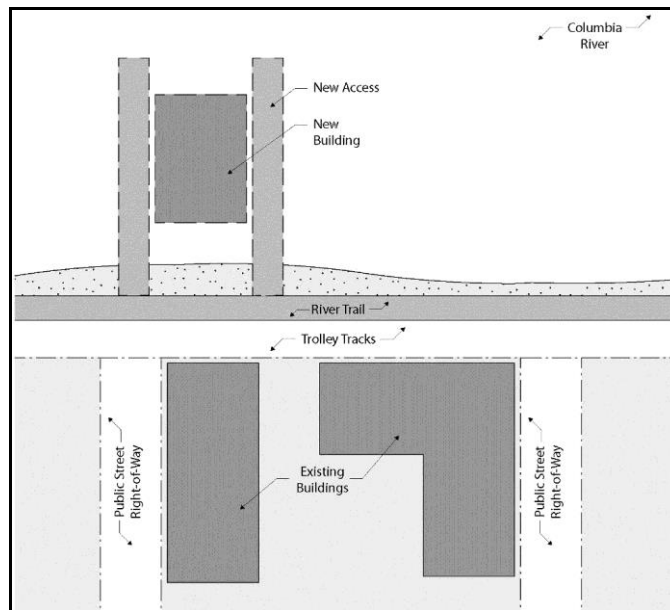 Columbia
River
New Access
New
Building
River Trail
Trolley Tracks
Public Street
Right-of-Way
Existing
Buildings
Public Street
Right-of-Way